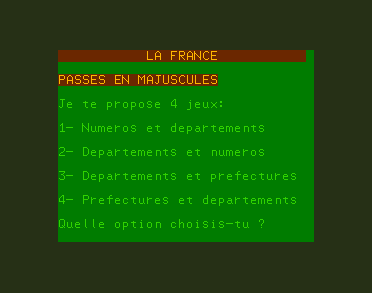 LA FRANCE
PASSES EN MAJUSCULES
Je te propose 4 jeux:
1- Numeros et departements
2- Departements et numeros
3- Departements et prefectures
4- Prefectures et departements
Quelle option choisis-tu ?